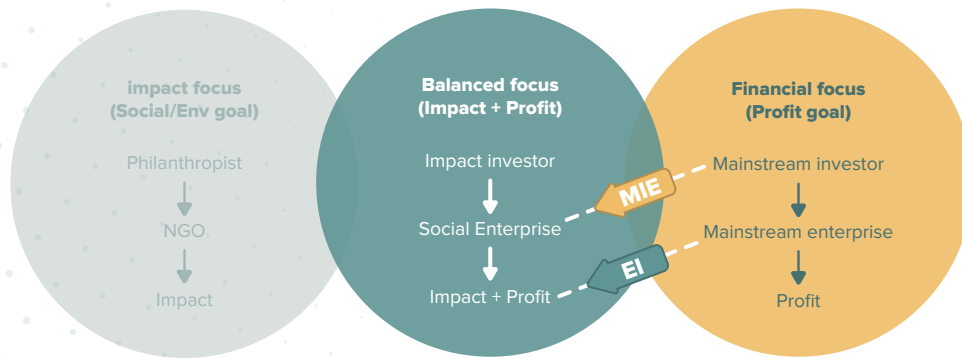 impact focus
(Social/Env goal)
Philanthropist
NGO
Impact
Balanced focus
(Impact + Profit)
Impact investor
Social Enterprise
Impact + Profit
MIE
EI
Financial focus
(Profit goal)
Mainstream investor
Mainstream enterprise
Profit